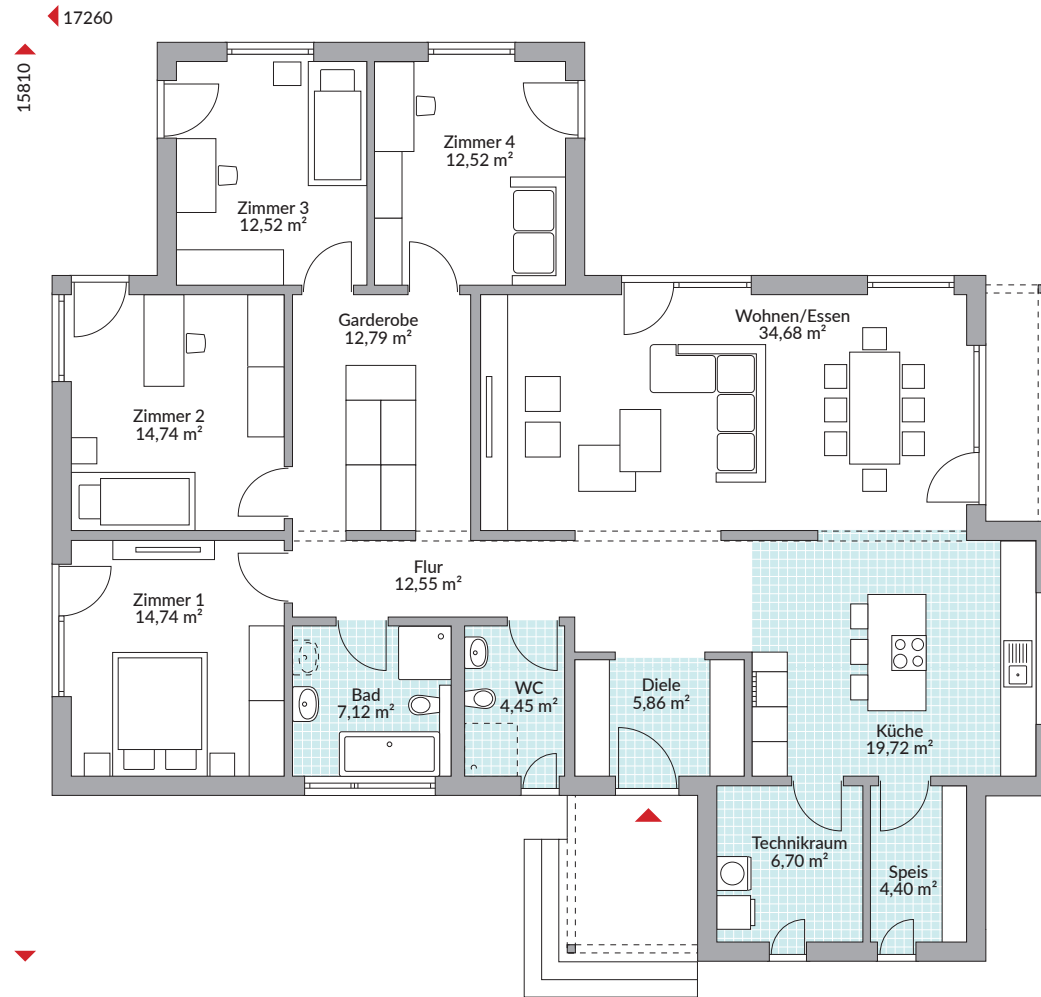 17260
15810
Zimmer 4
12,52 m²
Zimmer 3
12,52 m²
Garderobe
12,79 m²
Wohnen/Essen
34,68 m²
Zimmer 2
14,74 m²
Flur
12,55 m²
Zimmer 1
14,74 m²
Bad
7,12 m²
WC
4,45 m²
Diele
5,86 m²
Küche
19,72 m²
Technikraum
6,70 m²
Speis
4,40 m²